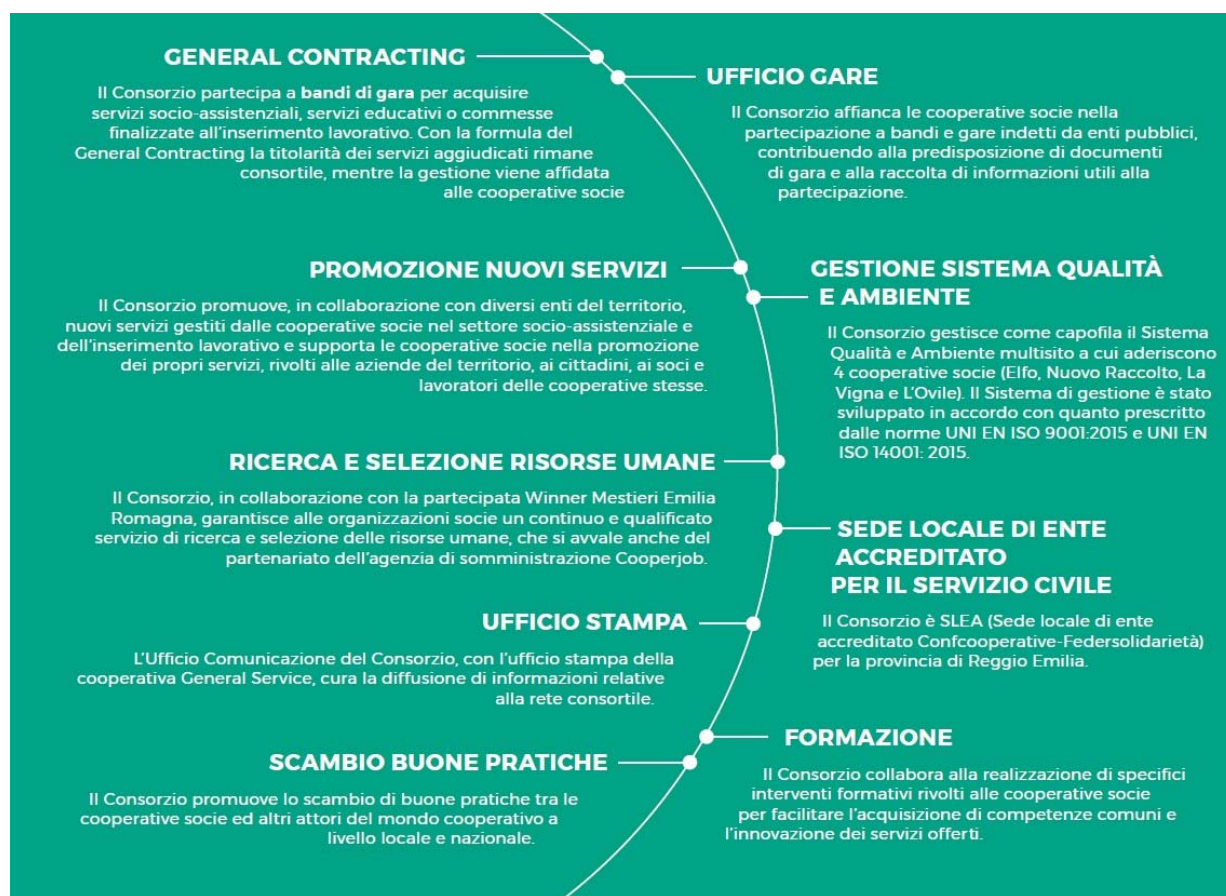 GENERAL CONTRACTING
Il Consorzio partecipa a bandi di gara per acquisire
servizi socio-assistenziali, servizi educativi o commesse
finalizzate all'inserimento lavorativo. Con la formula del
General Contracting la titolarità dei servizi aggiudicati rimane
consortile, mentre la gestione viene affidata
alle cooperative socie
UFFICIO GARE
Il Consorzio affianca le cooperative socie nella
partecipazione a bandi e gare indetti da enti pubblici,
contribuendo alla predisposizione di documenti
di gara e alla raccolta di informazioni utili alla
partecipazione.
PROMOZIONE NUOVI SERVIZI
Il Consorzio promuove, in collaborazione con diversi enti del territorio,
nuovi servizi gestiti dalle cooperative socie nel settore socio-assistenziale e
dell'inserimento lavorativo e supporta le cooperative socie nella promozione
dei propri servizi, rivolti alle aziende del territorio, ai cittadini, ai soci e
lavoratori delle cooperative stesse.
GESTIONE SISTEMA QUALITÀ
E AMBIENTE
Il Consorzio gestisce come capofila il Sistema
Qualità e Ambiente multisito a cui aderiscono
4 cooperative socie (Elfo, Nuovo Raccolto, La
Vigna e L'Ovile). Il Sistema di gestione è stato
sviluppato in accordo con quanto prescritto
dalle norme UNI EN ISO 9001:2015 e UNI EN
ISO 14001: 2015.
RICERCA E SELEZIONE RISORSE UMANE
Il Consorzio, in collaborazione con la partecipata Winner Mestieri Emilia
Romagna, garantisce alle organizzazioni socie un continuo e qualificato
servizio di ricerca e selezione delle risorse umane, che si avvale anche del
partenariato dell'agenzia di somministrazione Cooperjob.
SEDE LOCALE DI ENTE
ACCREDITATO
PER IL SERVIZIO CIVILE
Il Consorzio è SLEA (Sede locale di ente
accreditato Confcooperative-Federsolidarietà)
per la provincia di Reggio Emilia.
UFFICIO STAMPA
L'Ufficio Comunicazione del Consorzio, con l'ufficio stampa della
cooperativa General Service, cura la diffusione di informazioni relative
alla rete consortile.
FORMAZIONE
Il Consorzio collabora alla realizzazione di specifici
interventi formativi rivolti alle cooperative socie
per facilitare l'acquisizione di competenze comuni e
l'innovazione dei servizi offerti.
SCAMBIO BUONE PRATICHE
Il Consorzio promuove lo scambio di buone pratiche tra le
cooperative socie ed altri attori del mondo cooperativo a
livello locale e nazionale.